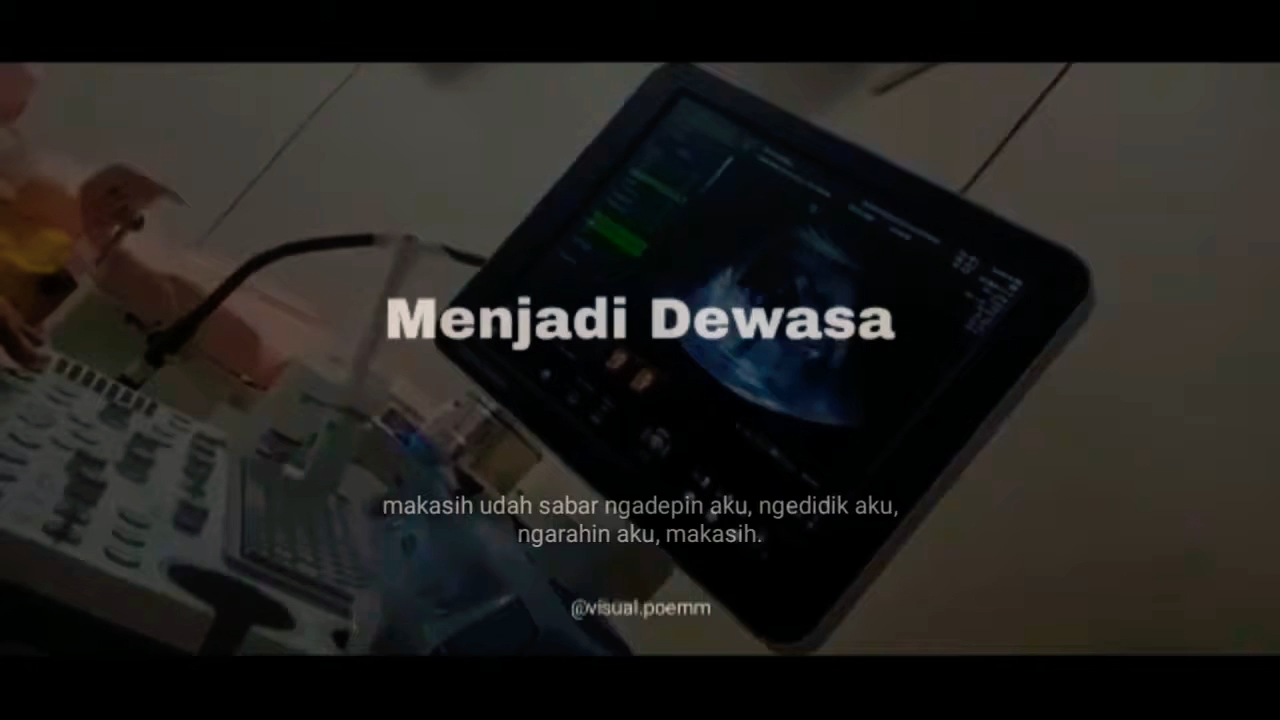 Menjadi Dewasa
makasih udah sabar ngadepin aku, ngedidik aku,
ngarahin aku, makasih.
@visual.poemm